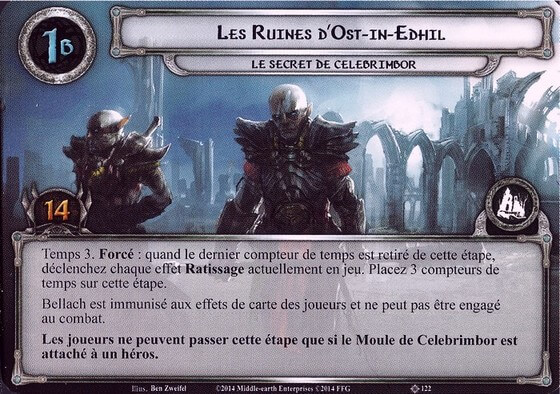 1B
LES RUINES D'OST-IN-EDHIL
LE SECRET DE CELEBRIMBOR
14
Temps 3. Forcé : quand le dernier compteur de temps est retiré de cette étape,
déclenchez chaque effet Ratissage actuellement en jeu. Placez 3 compteurs
de temps sur cette étape.
Bellach est immunisé aux effets de carte des joueurs et ne peut pas être engagé
au combat.
Les joueurs ne peuvent passer cette étape que si le Moule de Celebrimbor est
attaché à un héros.
Illus. Ben Zweifel ©2014 Middle-earth Enterprises ©2014 FFG 122